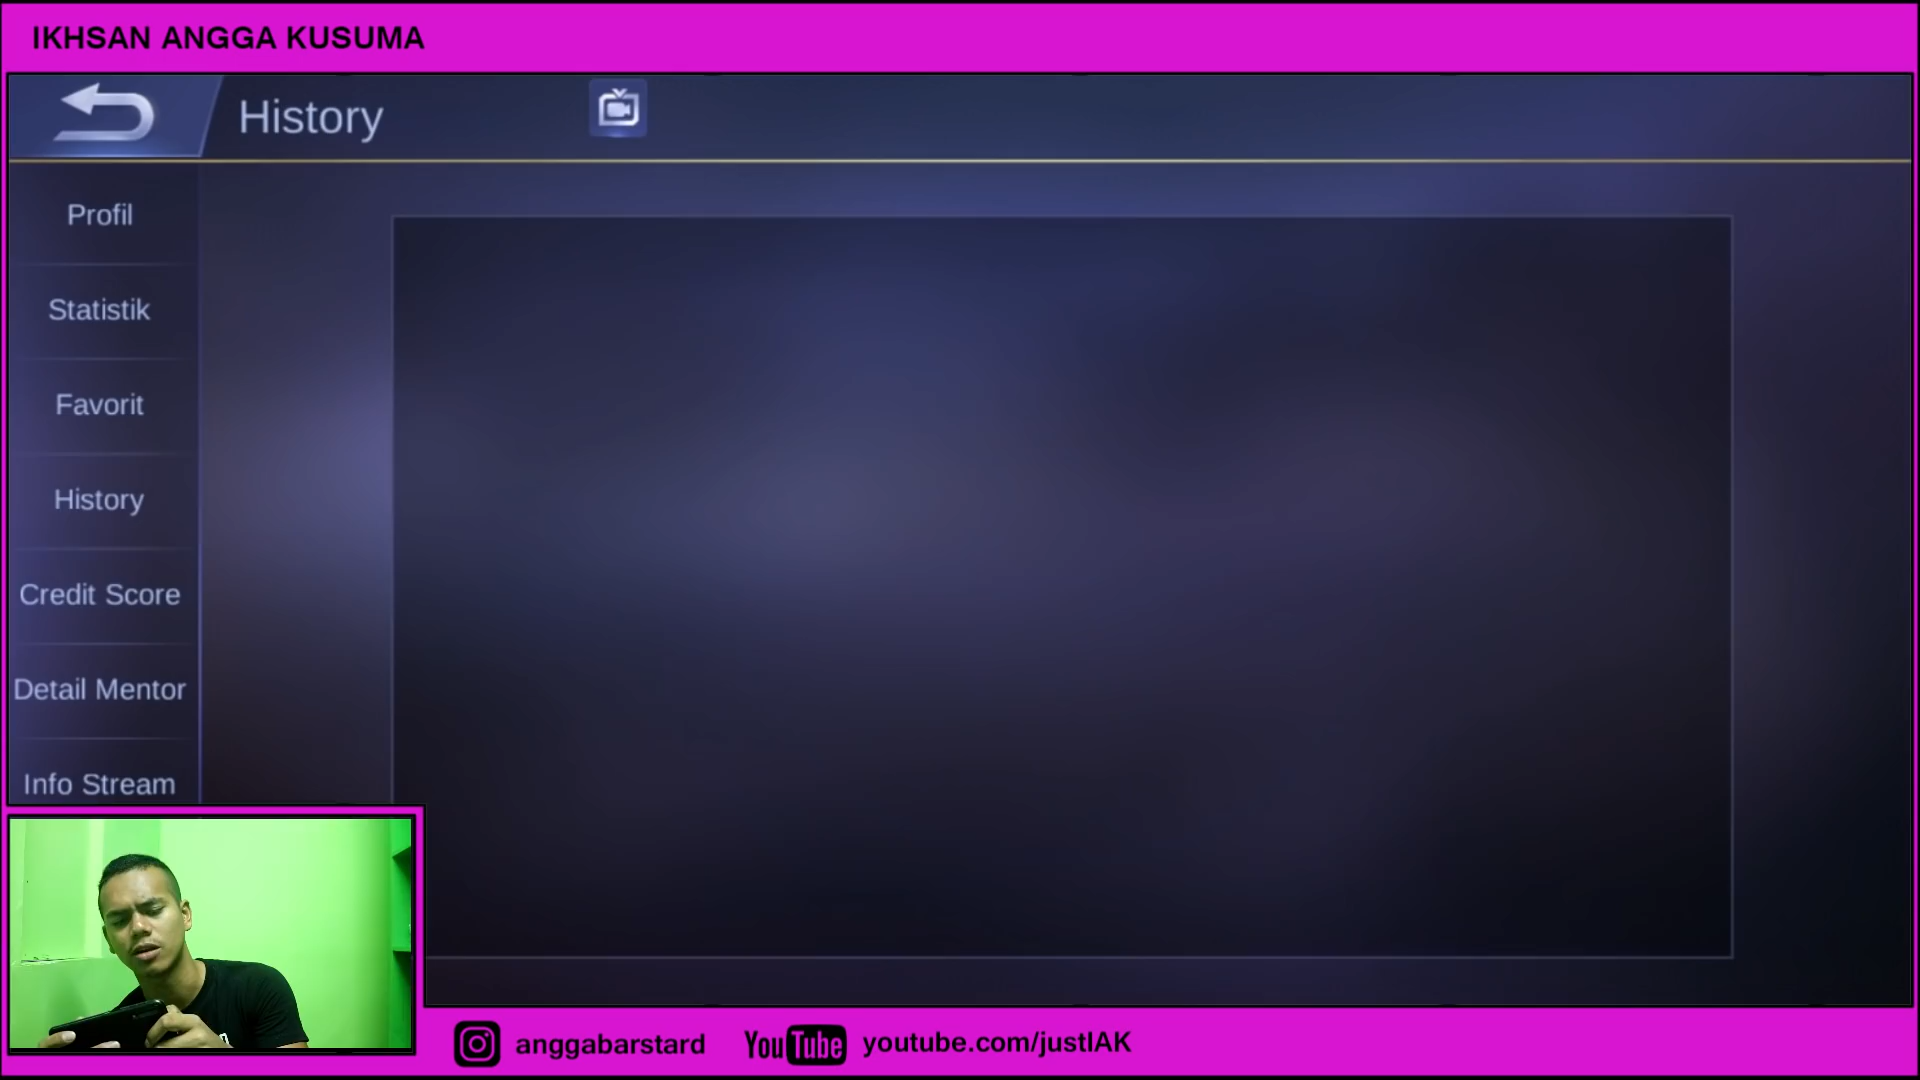 IKHSAN ANGGA KUSUMA
History
Profil
Statistik
Favorit
History
Credit Score
Detail Mentor
Info Stream
anggabarstard
YouTube youtube.com/justIAK